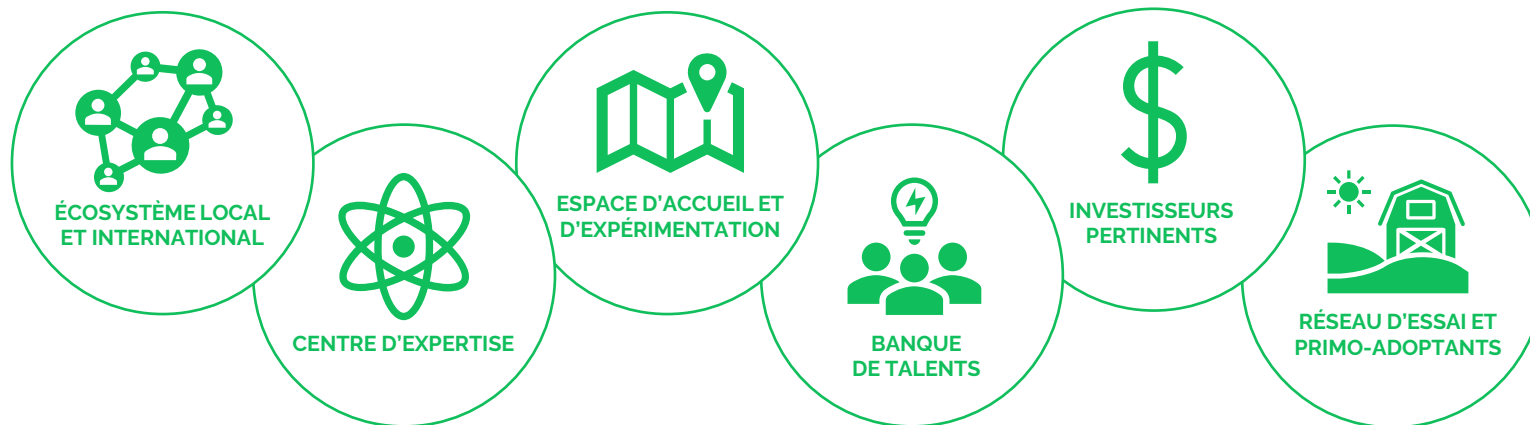 ÉCOSYSTÈME LOCAL
ET INTERNATIONAL
CENTRE D'EXPERTISE
ESPACE D'ACCUEIL ET
D'EXPÉRIMENTATION
BANQUE
DE TALENTS
INVESTISSEURS
PERTINENTS
RÉSEAU D'ESSAI ET
PRIMO-ADOPTANTS